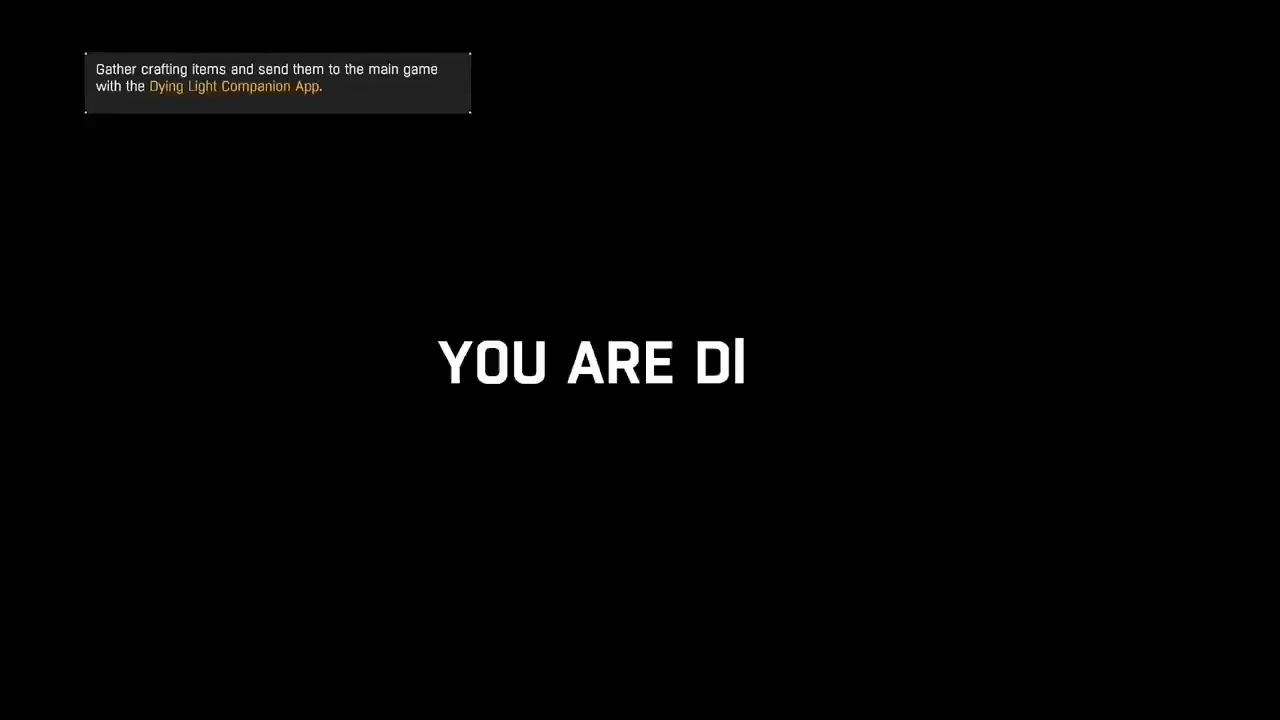 Gather crafting items and send them to the main game
with the Dying Light Companion App.
YOU ARE DI